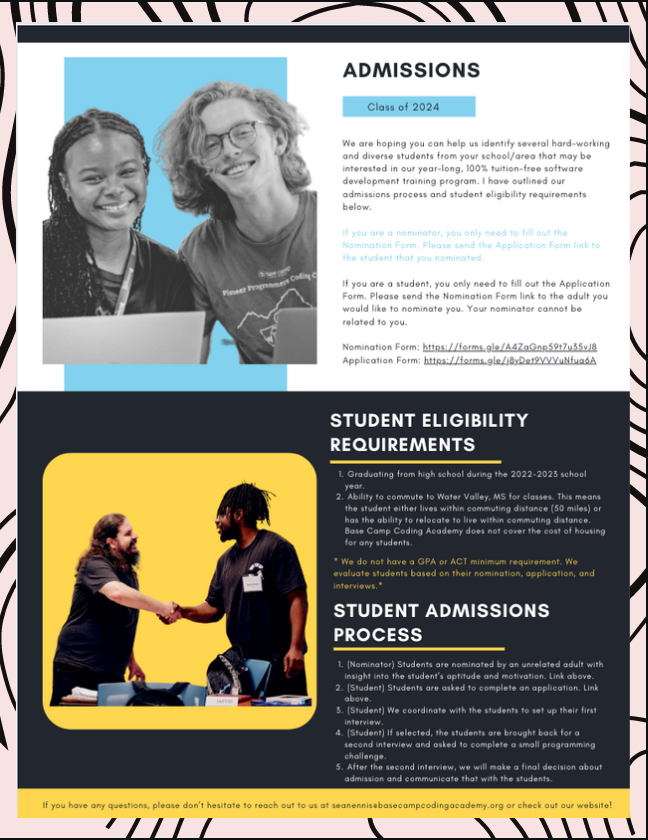 ADMISSIONS
Class of 2024
We are hoping you can help us identify several hard-working
and diverse students from your school/area that may be
interested in our year-long, 100% tuition-free software
development training program. I have outlined our
admissions process and student eligibility requirements
below.
If you are a nominator, you only need to fill out the
Nomination Form. Please send the Application Form link to
the student that you nominated.
If you are a student, you only need to fill out the Application
Form. Please send the Nomination Form link to the adult you
would like to nominate you. Your nominator cannot be
related to you.
Nomination Form: https://forms.gle/A4ZaGnp59t7u35vJ8
Application Form: https://forms.gle/j8yDet9VVVuNfua6A
Pioneer Programmers Coding C
STUDENT ELIGIBILITY
REQUIREMENTS
1. Graduating from high school during the 2022-2023 school
year.
2. Ability to commute to Water Valley, MS for classes. This means
the student either lives within commuting distance (50 miles) or
has the ability to relocate to live within commuting distance.
Base Camp Coding Academy does not cover the cost of housing
for any students.
* We do not have a GPA or ACT minimum requirement. We
evaluate students based on their nomination, application, and
interviews.*
STUDENT ADMISSIONS
PROCESS
1. (Nominator) Students are nominated by an unrelated adult with
insight into the student's aptitude and motivation. Link above.
2. (Student) Students are asked to complete an application. Link
above.
3. (Student) We coordinate with the students to set up their first
interview.
4. (Student) If selected, the students are brought back for a
second interview and asked to complete a small programming
challenge.
5. After the second interview, we will make a final decision about
admission and communicate that with the students.
If you have any questions, please don't hesitate to reach out to us at seanennis@basecampcodingacademy.org or check out our website!